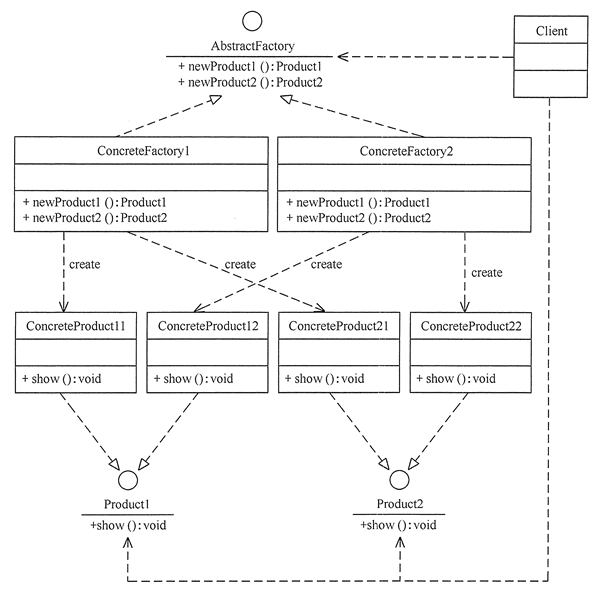 AbstractFactory
+ newProduct1 (): Product1
+ newProduct2 (): Product2
Client
ConcreteFactory1
+ newProduct1 (): Product1
+ newProduct2 (): Product2
ConcreteFactory2
+ newProduct1 (): Product1
+ newProduct2 (): Product2
create
create
create
create
ConcreteProduct11
+ show (): void
ConcreteProduct12
+ show (): void
ConcreteProduct21
+ show (): void
ConcreteProduct22
+ show (): void
Product1
+show (): void
Product2
+show (): void